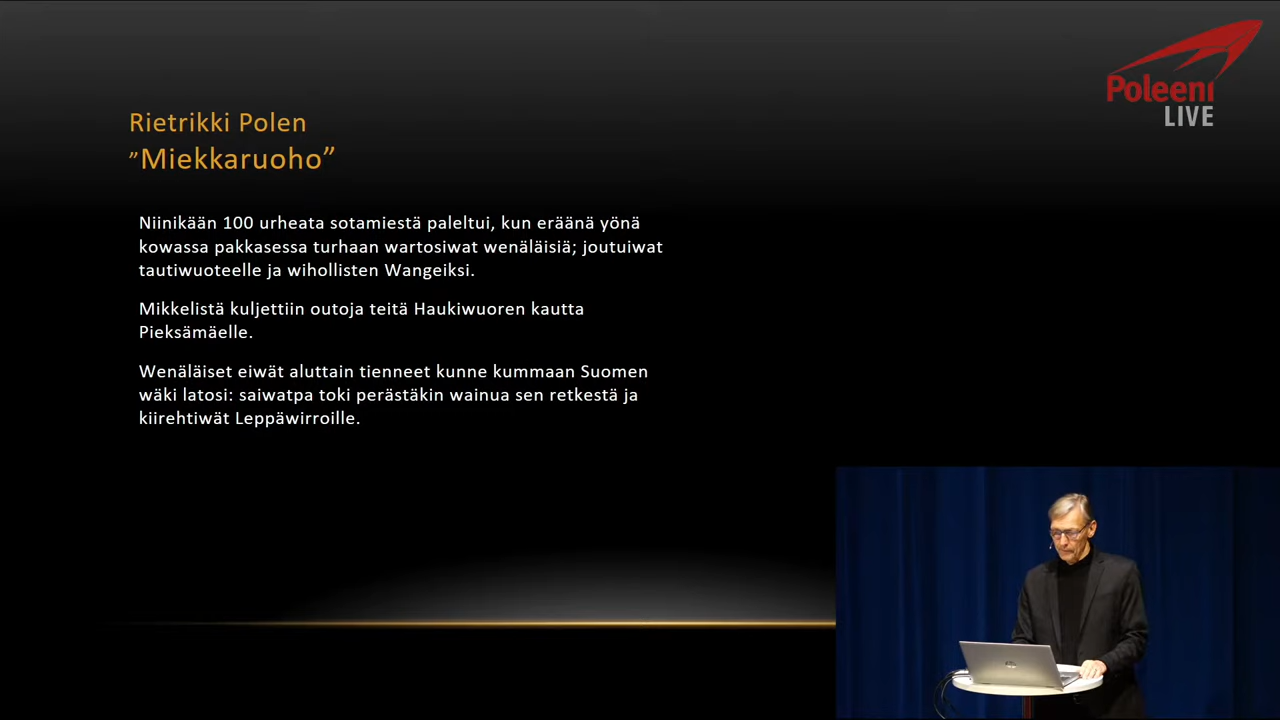 Poleeni
LIVE
Rietrikki Polen
”Miekkaruoho”
Niinikään 100 urheata sotamiestä paleltui, kun eräänä yönä
kowassa pakkasessa turhaan wartosiwat wenäläisiä; joutuiwat
tautiwuoteelle ja wihollisten Wangeiksi.
Mikkelistä kuljettiin outoja teitä Haukiwuoren kautta
Pieksämäelle.
Wenäläiset eiwät aluttain tienneet kunne kummaan Suomen
wäki latosi: saiwatpa toki perästäkin wainua sen retkestä ja
kiirehtiwät Leppäwirroille.